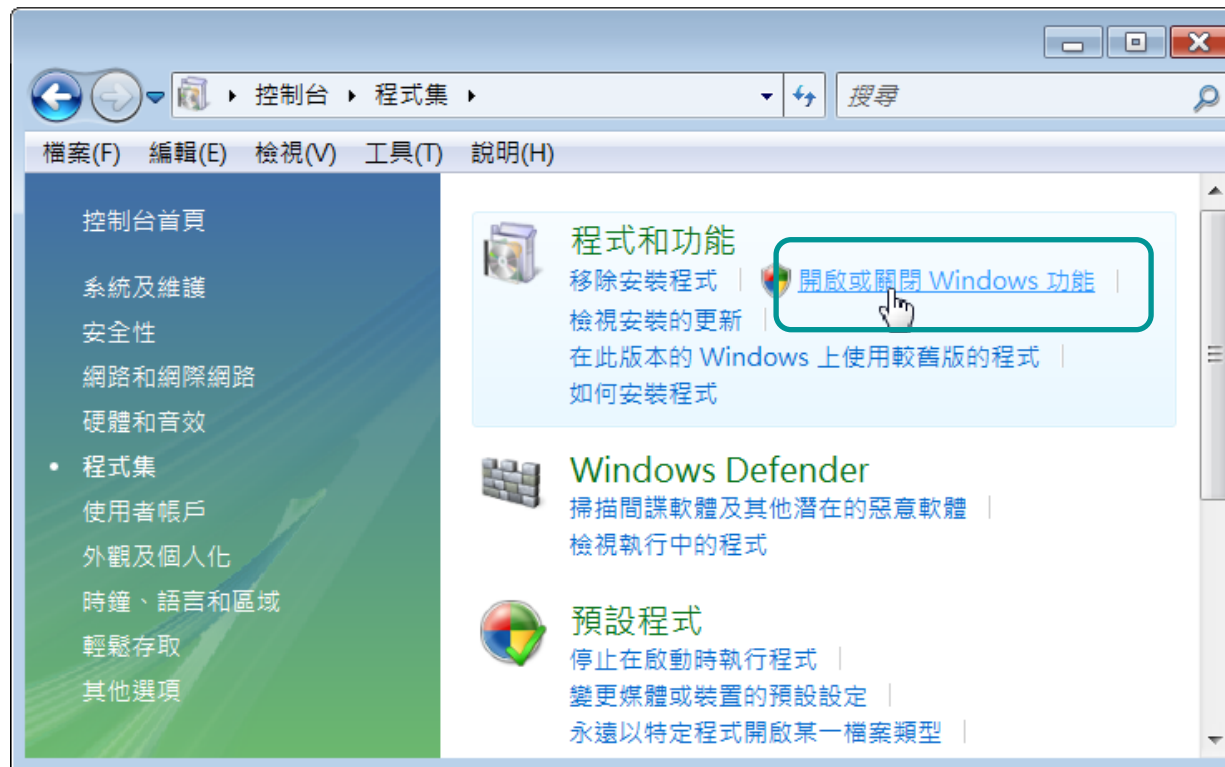 控制台 程式集
搜尋
檔案(F) 編輯(E) 檢視(V) 工具(T) 說明(H)
控制台首頁
系統及維護
安全性
網路和網際網路
硬體和音效
程式集
使用者帳戶
外觀及個人化
時鐘、語言和區域
輕鬆存取
其他選項
程式和功能
移除安裝程式 開啟或關閉 Windows 功能
檢視安裝的更新
在此版本的 Windows 上使用較舊版的程式
如何安裝程式
Windows Defender
掃描間諜軟體及其他潛在的惡意軟體
檢視執行中的程式
預設程式
停止在啟動時執行程式
變更媒體或裝置的預設設定
永遠以特定程式開啟某一檔案類型